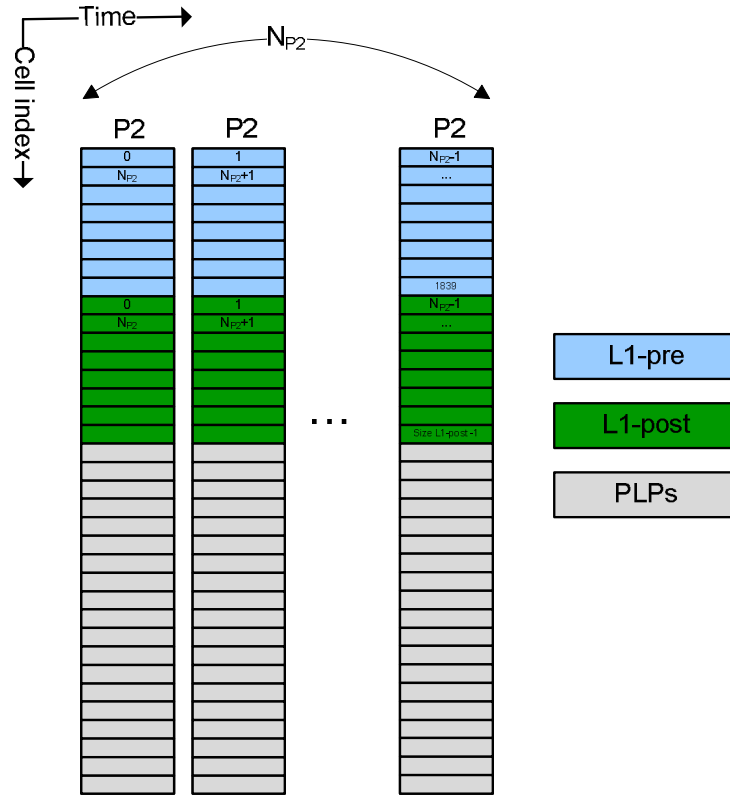 Time
Cell index
NP2
P2 P2 P2
0 1 NP2-1
NP2 NP2+1 ...
1839
0 1 NP2-1
NP2 NP2+1 ...
...
Size L1-post -1
L1-pre
L1-post
PLPs